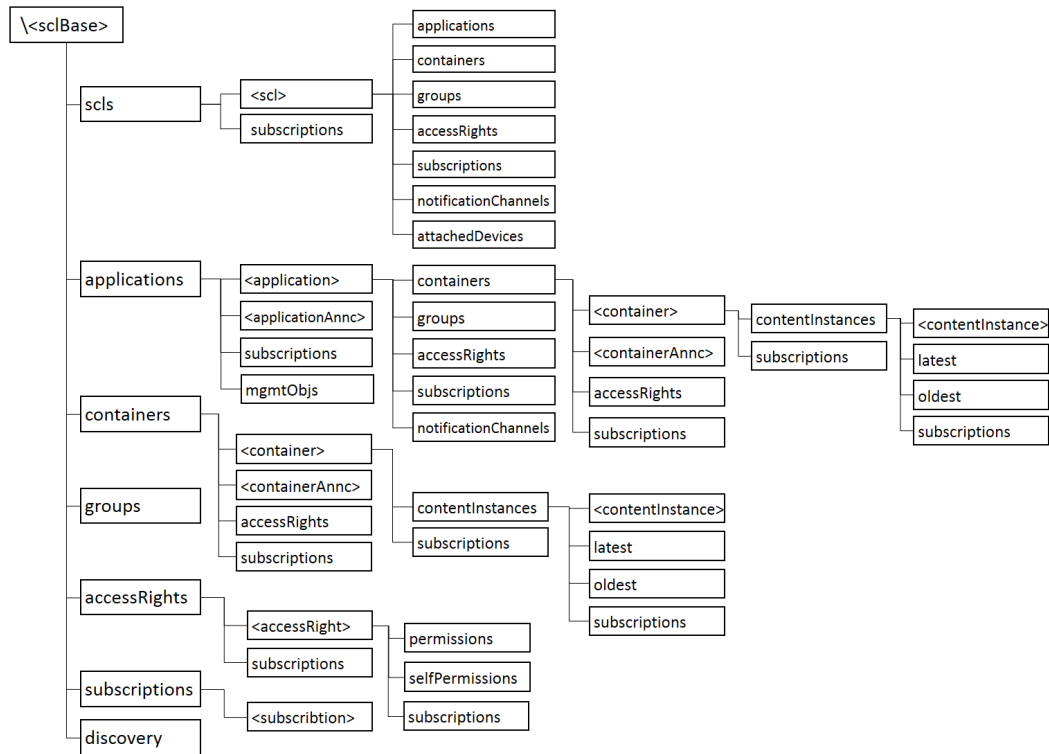 \<sclBase>
scls
<scl>
subscriptions
applications
containers
groups
accessRights
subscriptions
notificationChannels
attachedDevices
applications
<application>
<applicationAnnc>
subscriptions
mgmtObjs
containers
groups
accessRights
subscriptions
notificationChannels
<container>
<containerAnnc>
accessRights
subscriptions
contentInstances
subscriptions
<contentInstance>
latest
oldest
subscriptions
containers
<container>
<containerAnnc>
accessRights
subscriptions
contentInstances
subscriptions
<contentInstance>
latest
oldest
subscriptions
groups
accessRights
<accessRight>
subscriptions
permissions
selfPermissions
subscriptions
subscriptions
<subscribtion>
discovery